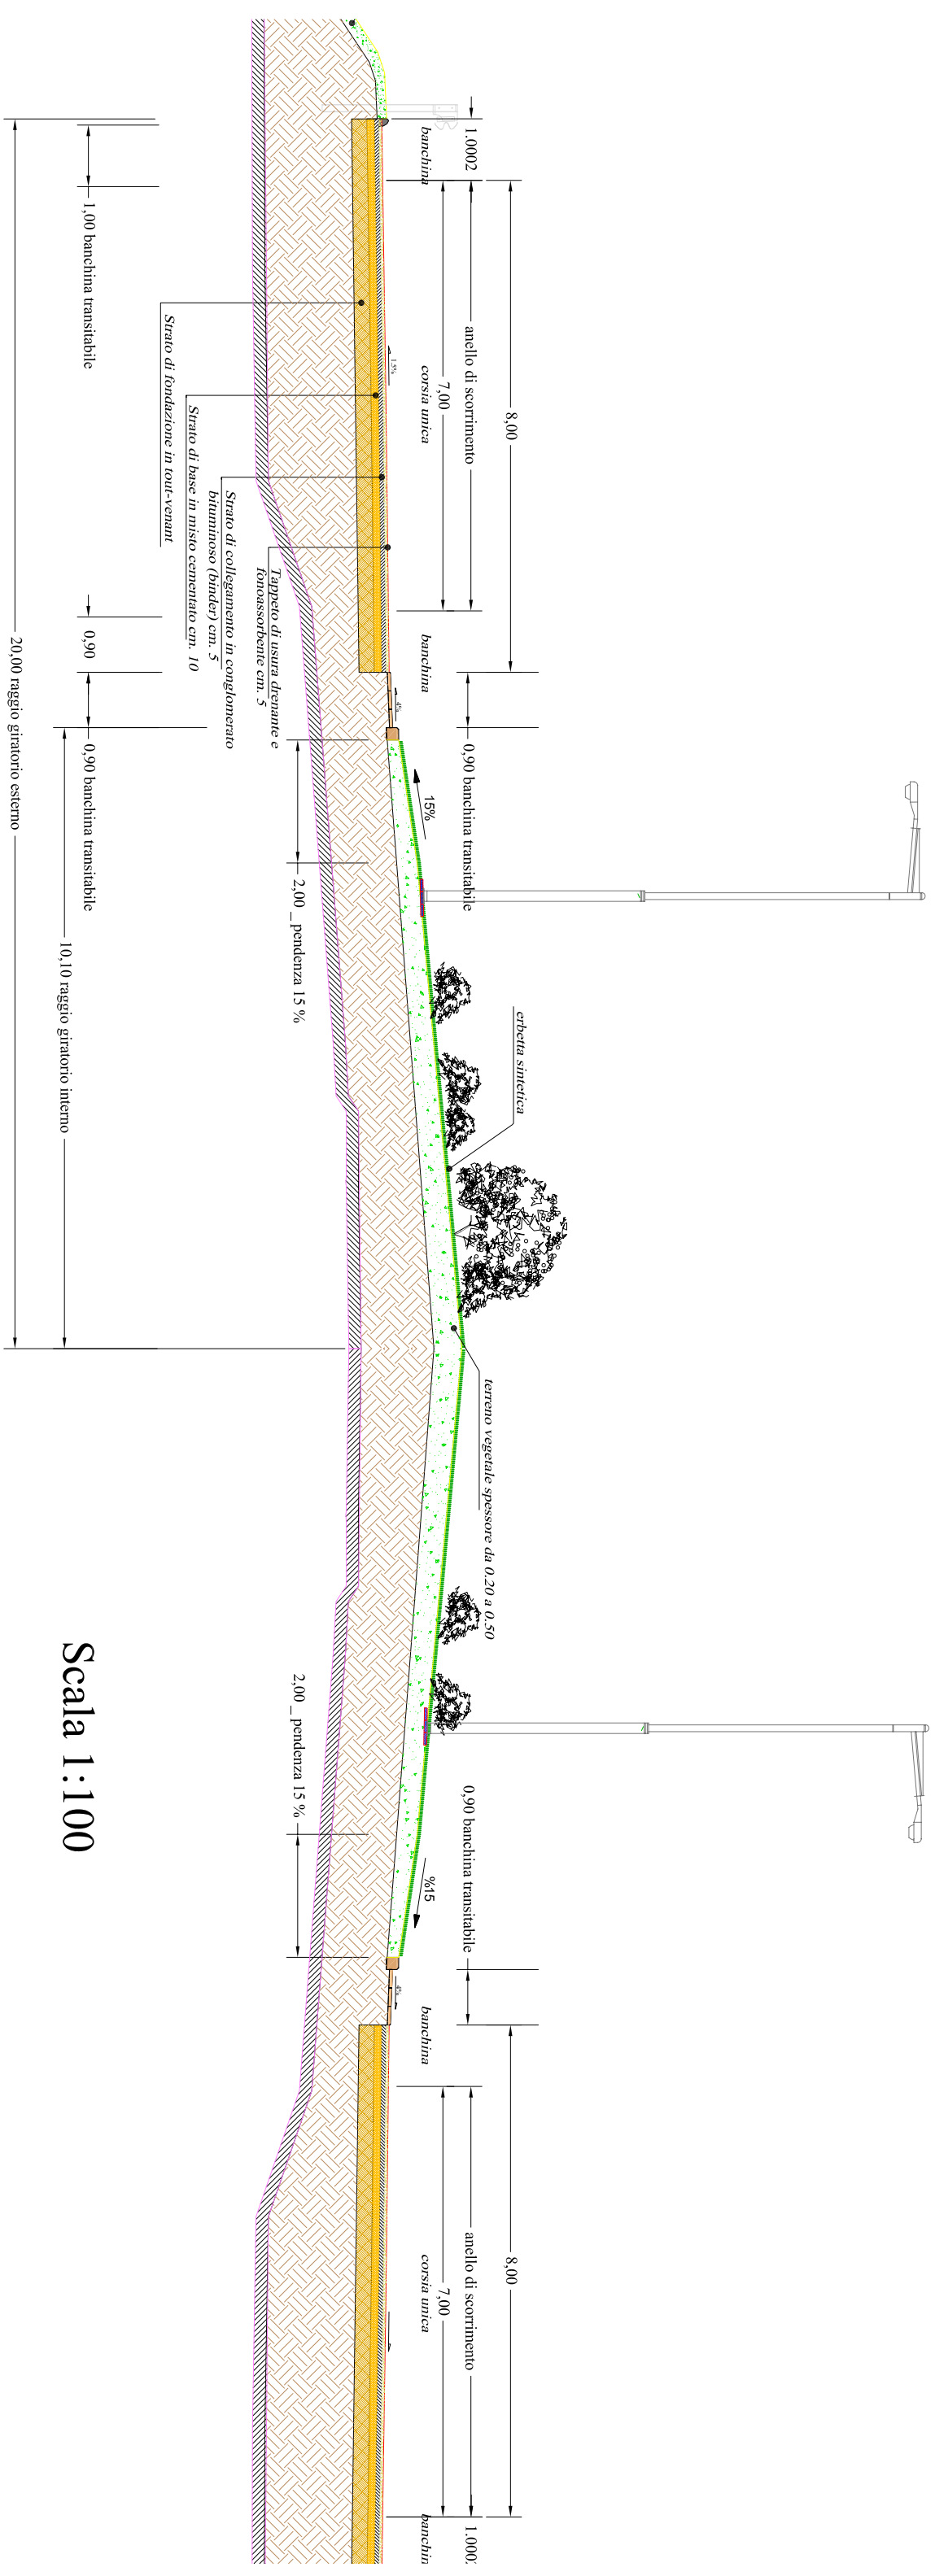 8,00
8,00
1.0002
anello di scorrimento
0,90 banchina transitabile
0,90 banchina transitabile
anello di scorrimento
7,00
7,00
banchina
corsia unica
banchina
banchina
corsia unica
erbetta sintetica
terreno vegetale spessore da 0.20 a 0.50
1.5%
4%
15%
%15
4%
Tappeto di usura drenante e
fonoassorbente cm. 5
Strato di collegamento in conglomerato
bituminoso (binder) cm. 5
Strato di base in misto cementato cm. 10
Strato di fondazione in tout-venant
2,00 _ pendenza 15 %
2,00 _ pendenza 15 %
1,00 banchina transitabile
0,90
0,90 banchina transitabile
10,10 raggio giratorio interno
20,00 raggio giratorio esterno
Scala 1:100